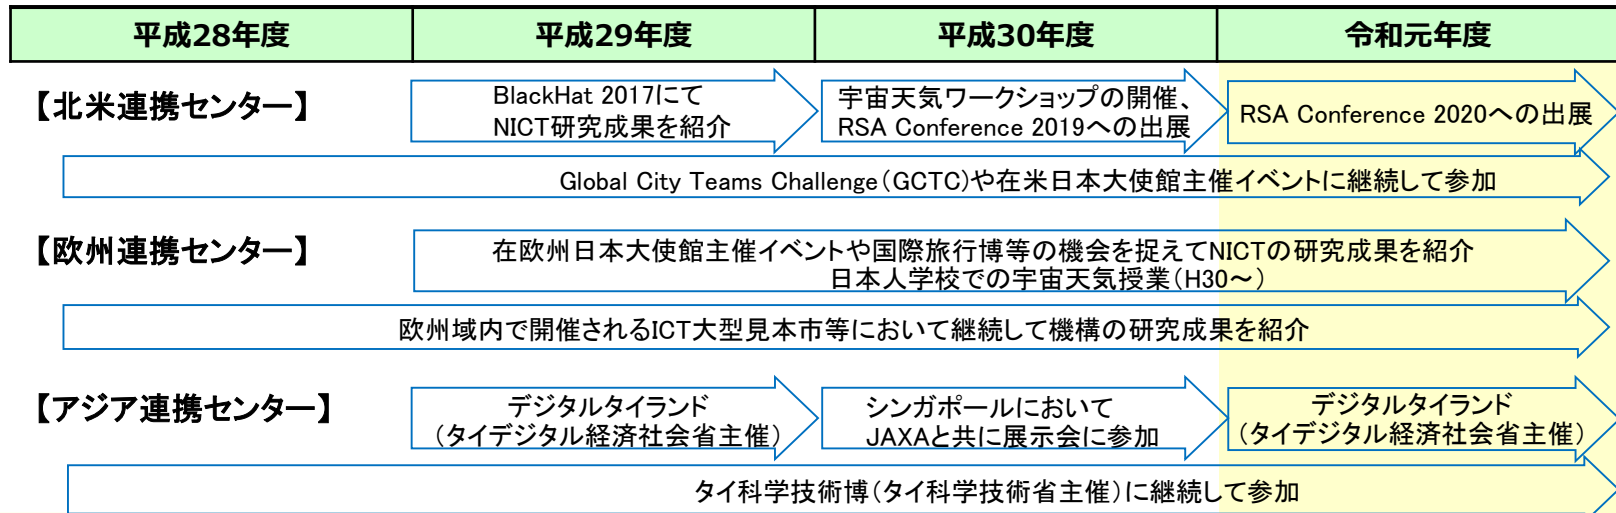 平成28年度 平成29年度 平成30年度 令和元年度
【北米連携センター】
BlackHat 2017にて
NICT研究成果を紹介
宇宙天気ワークショップの開催、
RSA Conference 2019への出展
RSA Conference 2020への出展
Global City Teams Challenge（GCTC）や在米日本大使館主催イベントに継続して参加
【欧州連携センター】
在欧州日本大使館主催イベントや国際旅行博等の機会を捉えてNICTの研究成果を紹介
日本人学校での宇宙天気授業（H30～）
欧州域内で開催されるICT大型見本市等において継続して機構の研究成果を紹介
【アジア連携センター】
デジタルタイランド
（タイデジタル経済社会省主催）
シンガポールにおいて
JAXAと共に展示会に参加
デジタルタイランド
（タイデジタル経済社会省主催）
タイ科学技術博（タイ科学技術省主催）に継続して参加